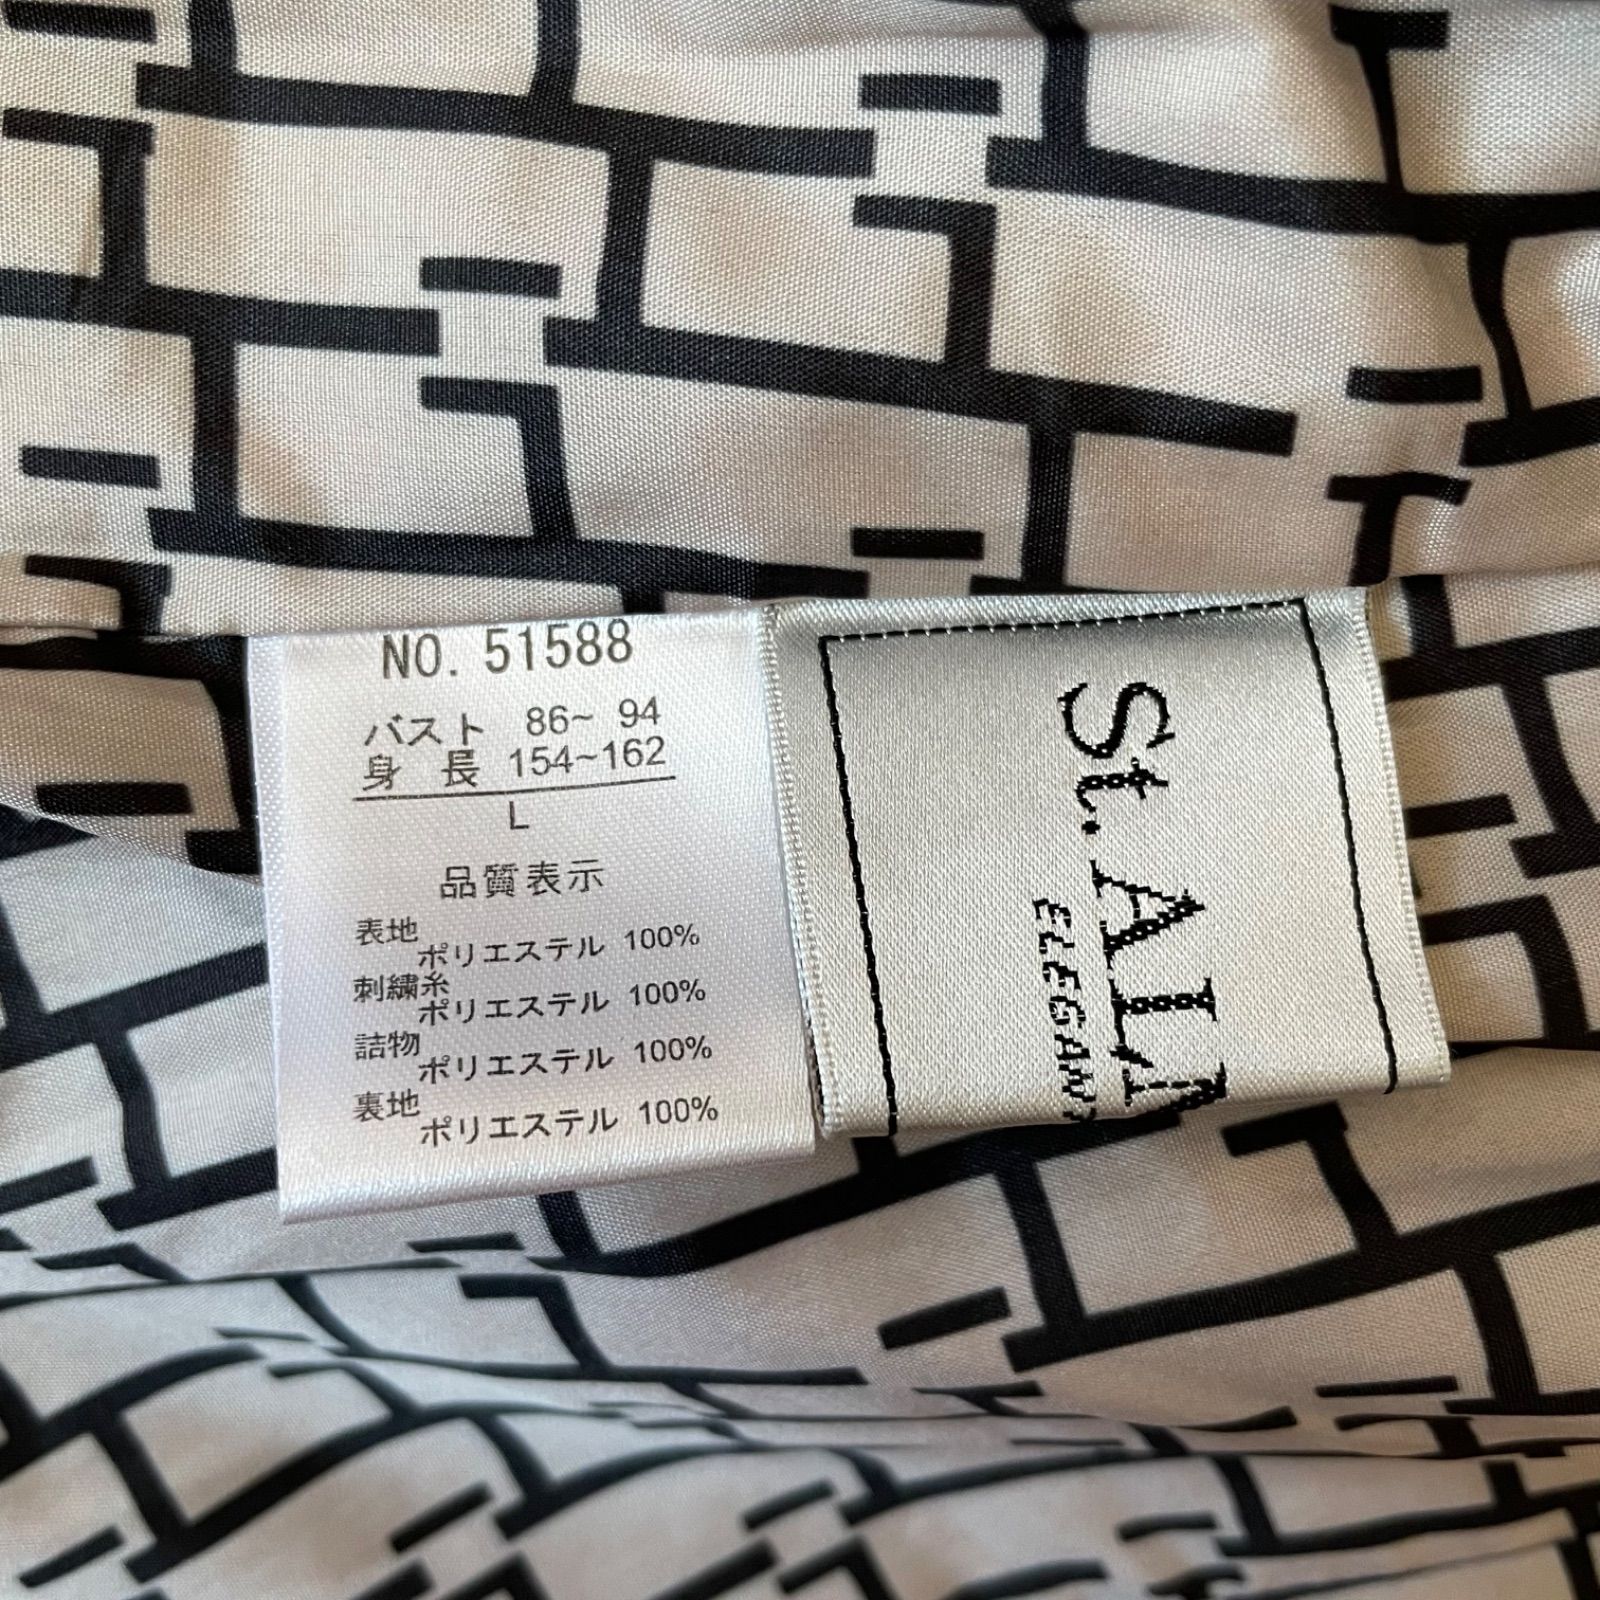 NO. 51588
バスト 86~ 94
身 長 154~162
L
品質表示
表地
ポリエステル 100%
刺繍糸
ポリエステル 100%
詰物
ポリエステル 100%
裏地
ポリエステル 100%
St.